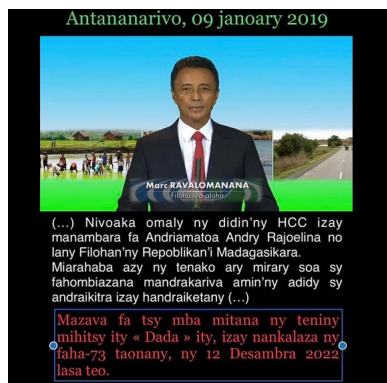 Antananarivo, 09 janoary 2019
Marc RAVALOMANANA
Filoha teo aloha
(...) Nivoaka omaly ny didin'ny HCC izay
manambara fa Andriamatoa Andry Rajoelina no
lany Filohan'ny Repoblikan'i Madagasikara.
Miarahaba azy ny tenako ary mirary soa sy
fahombiazana mandrakariva amin'ny adidy sy
andraikitra izay handraiketany (...)
Mazava fa tsy mba mitana ny teniny
mihitsy ity « Dada » ity, izay nankalaza ny
faha-73 taonany, ny 12 Desambra 2022
lasa teo.